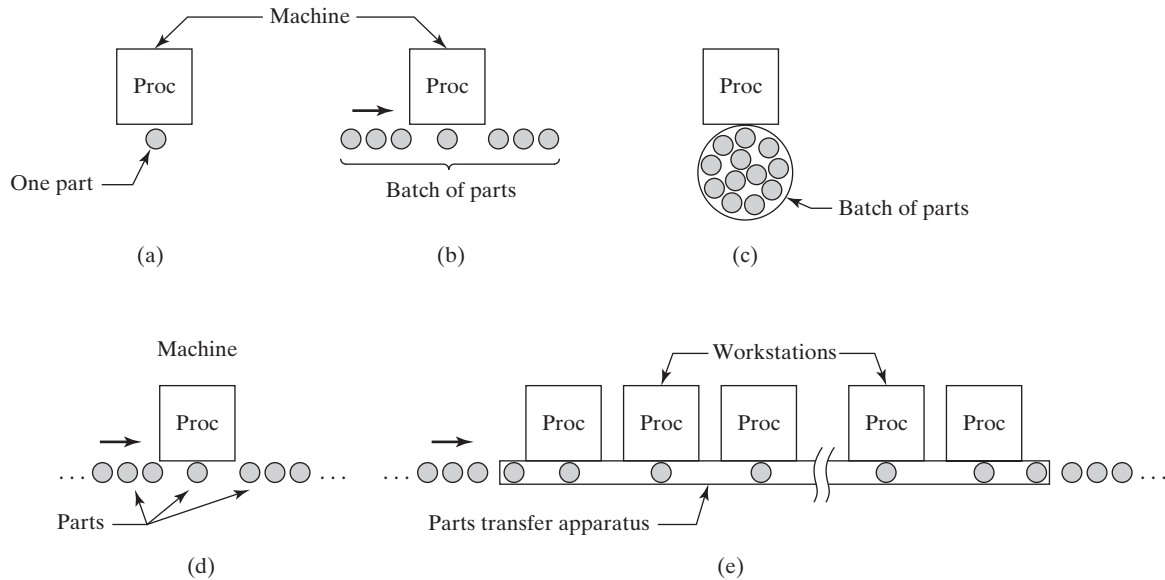 Machine
Proc
Proc
Proc
One part
Batch of parts
Batch of parts
(a)
(b)
(c)
Machine
Workstations
Proc
Proc
Proc
Proc
Proc
Proc
...
...
...
...
Parts
Parts transfer apparatus
(d)
(e)